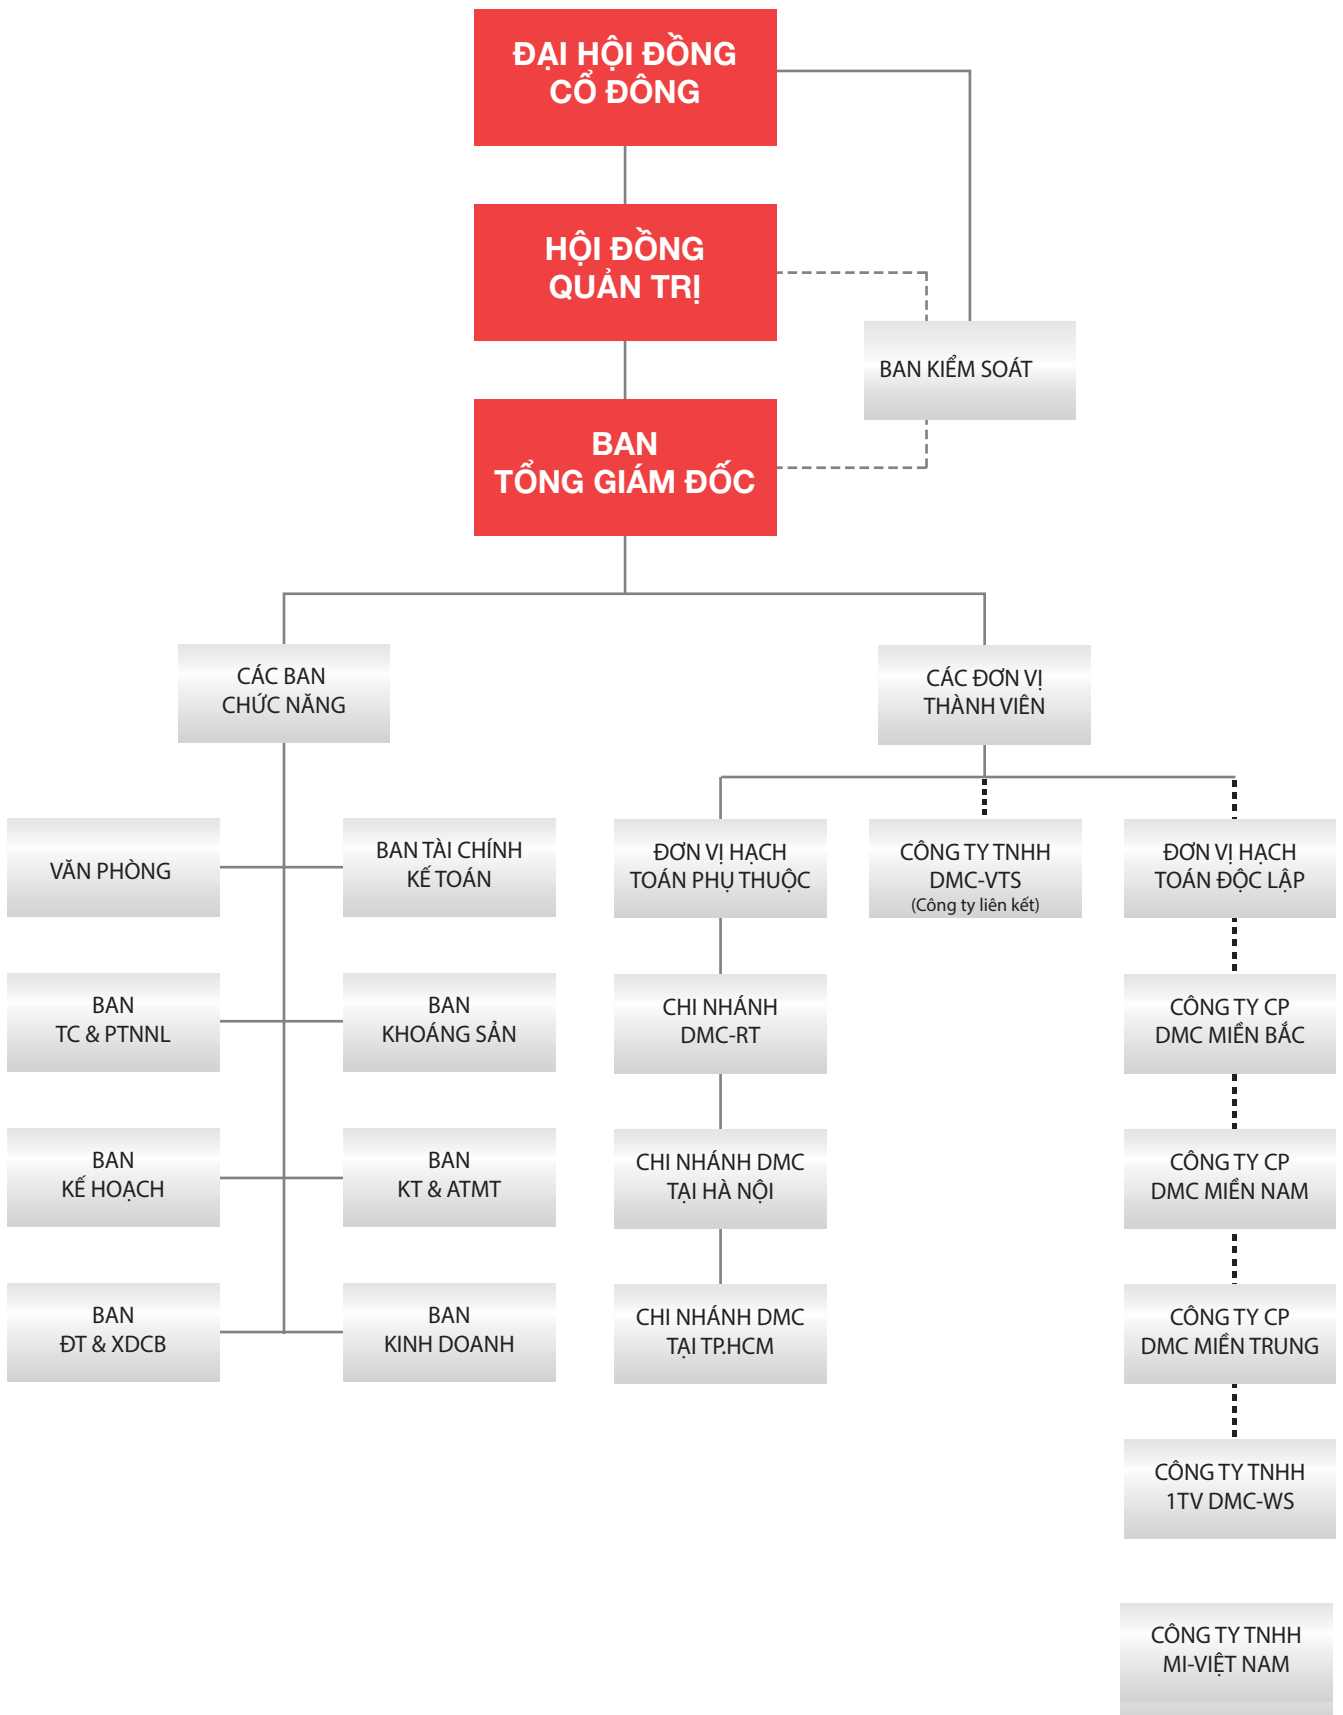 ĐẠI HỘI ĐỒNG
CỔ ĐÔNG
HỘI ĐỒNG
QUẢN TRỊ
BAN KIỂM SOÁT
BAN
TỔNG GIÁM ĐỐC
CÁC BAN
CHỨC NĂNG
CÁC ĐƠN VỊ
THÀNH VIÊN
VĂN PHÒNG
BAN TÀI CHÍNH
KẾ TOÁN
ĐƠN VỊ HẠCH
TOÁN PHỤ THUỘC
CÔNG TY TNHH
DMC-VTS
(Công ty liên kết)
ĐƠN VỊ HẠCH
TOÁN ĐỘC LẬP
BAN
TC & PTNNL
BAN
KHOÁNG SẢN
CHI NHÁNH
DMC-RT
CÔNG TY CP
DMC MIỀN BẮC
BAN
KẾ HOẠCH
BAN
KT & ATMT
CHI NHÁNH DMC
TẠI HÀ NỘI
CÔNG TY CP
DMC MIỀN NAM
BAN
ĐT & XDCB
BAN
KINH DOANH
CHI NHÁNH DMC
TẠI TP.HCM
CÔNG TY CP
DMC MIỀN TRUNG
CÔNG TY TNHH
1TV DMC-WS
CÔNG TY TNHH
MI-VIỆT NAM